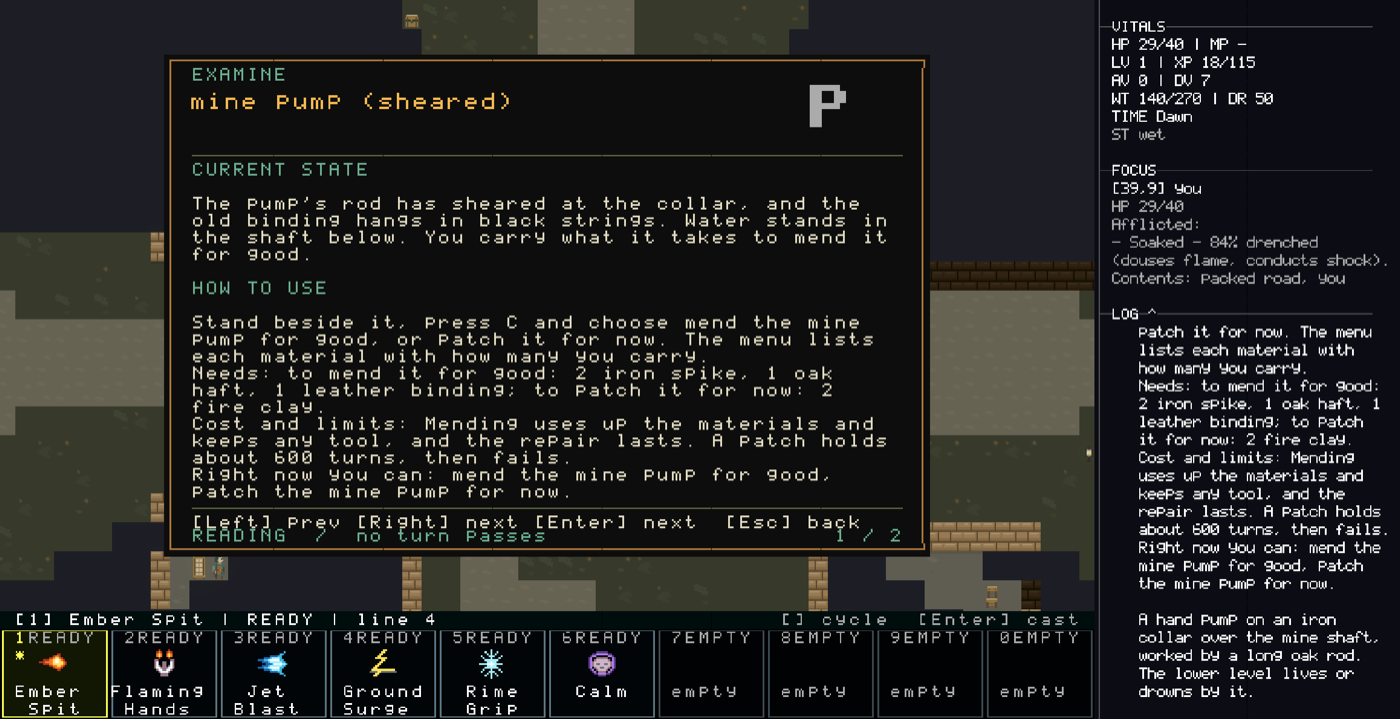 EXAMINE
mine pump (sheared)
P
CURRENT STATE
The pump's rod has sheared at the collar, and the
old binding hangs in black strings. Water stands in
the shaft below. You carry what it takes to mend it
for good.
HOW TO USE
Stand beside it, press C and choose mend the mine
pump for good, or patch it for now. The menu lists
each material with how many you carry.
Needs: to mend it for good: 2 iron spike, 1 oak
haft, 1 leather binding; to patch it for now: 2
fire clay.
Cost and limits: Mending uses up the materials and
keeps any tool, and the repair lasts. A patch holds
about 600 turns, then fails.
Right now you can: mend the mine pump for good,
patch the mine pump for now.
[Left] prev [Right] next [Enter] next [Esc] back
READING / no turn passes 1 / 2
[1] Ember Spit | READY | line 4 [] cycle [Enter] cast
1READY 2READY 3READY 4READY 5READY 6READY 7EMPTY 8EMPTY 9EMPTY 0EMPTY
*
Ember Spit
Flaming Hands
Jet Blast
Ground Surge
Rime Grip
Calm
empty
empty
empty
empty
VITALS
HP 29/40 | MP -
LV 1 | XP 18/115
AV 0 | DV 7
WT 140/270 | DR 50
TIME Dawn
ST wet
FOCUS
[39,9] you
HP 29/40
Afflicted:
- Soaked - 84% drenched
(douses flame, conducts shock).
Contents: packed road, you
LOG ^
patch it for now. The menu
lists each material with
how many you carry.
Needs: to mend it for good:
2 iron spike, 1 oak haft, 1
leather binding; to patch
it for now: 2 fire clay.
Cost and limits: Mending
uses up the materials and
keeps any tool, and the
repair lasts. A patch holds
about 600 turns, then fails.
Right now you can: mend the
mine pump for good, patch
the mine pump for now.
A hand pump on an iron
collar over the mine shaft,
worked by a long oak rod.
The lower level lives or
drowns by it.